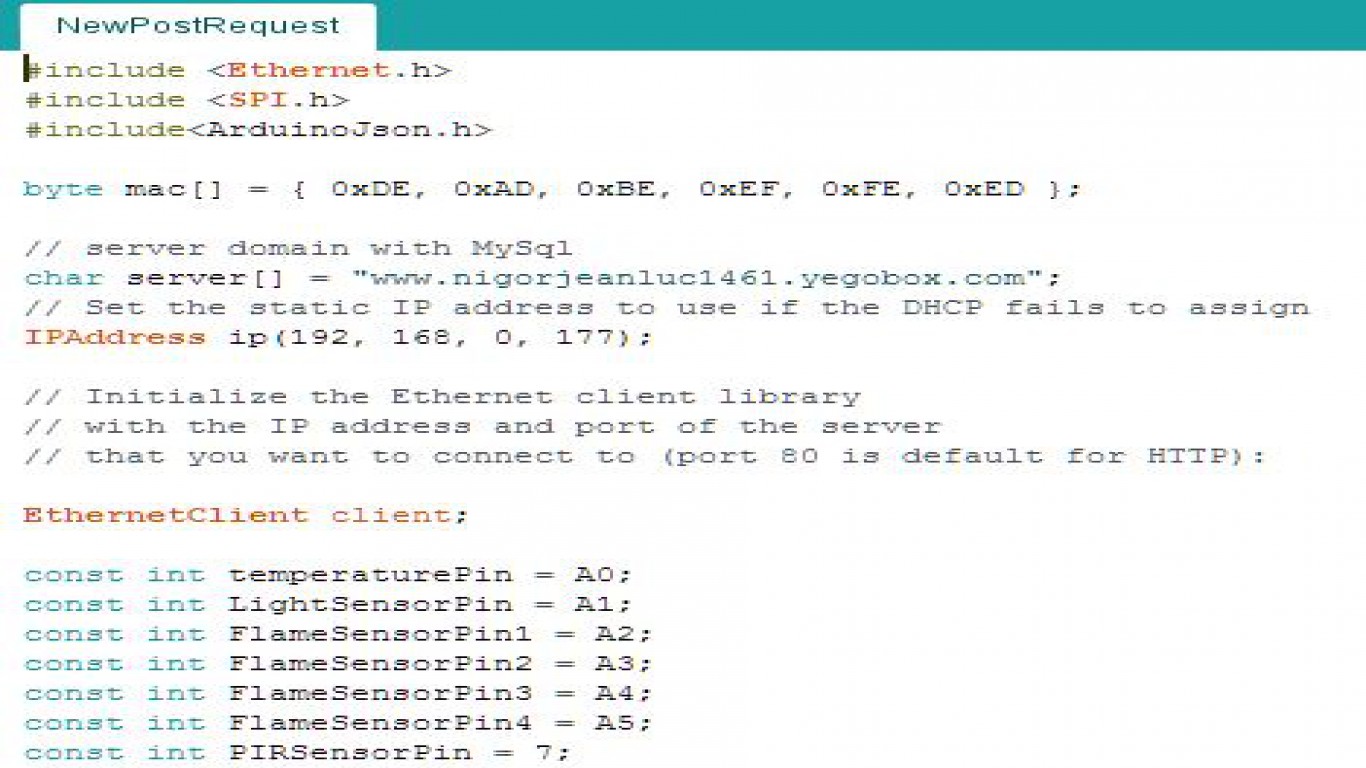 NewPostRequest
#include <Ethernet.h>
#include <SPI.h>
#include<ArduinoJson.h>
byte mac[] = { 0xDE, 0xAD, 0xBE, 0xEF, 0xFE, 0xED };
// server domain with MySql
char server[] = "www.nigorjeanluc1461.yegobox.com";
// Set the static IP address to use if the DHCP fails to assign
IPAddress ip(192, 168, 0, 177);
// Initialize the Ethernet client library
// with the IP address and port of the server
// that you want to connect to (port 80 is default for HTTP):
EthernetClient client;
const int temperaturePin = A0;
const int LightSensorPin = A1;
const int FlameSensorPin1 = A2;
const int FlameSensorPin2 = A3;
const int FlameSensorPin3 = A4;
const int FlameSensorPin4 = A5;
const int PIRSensorPin = 7;